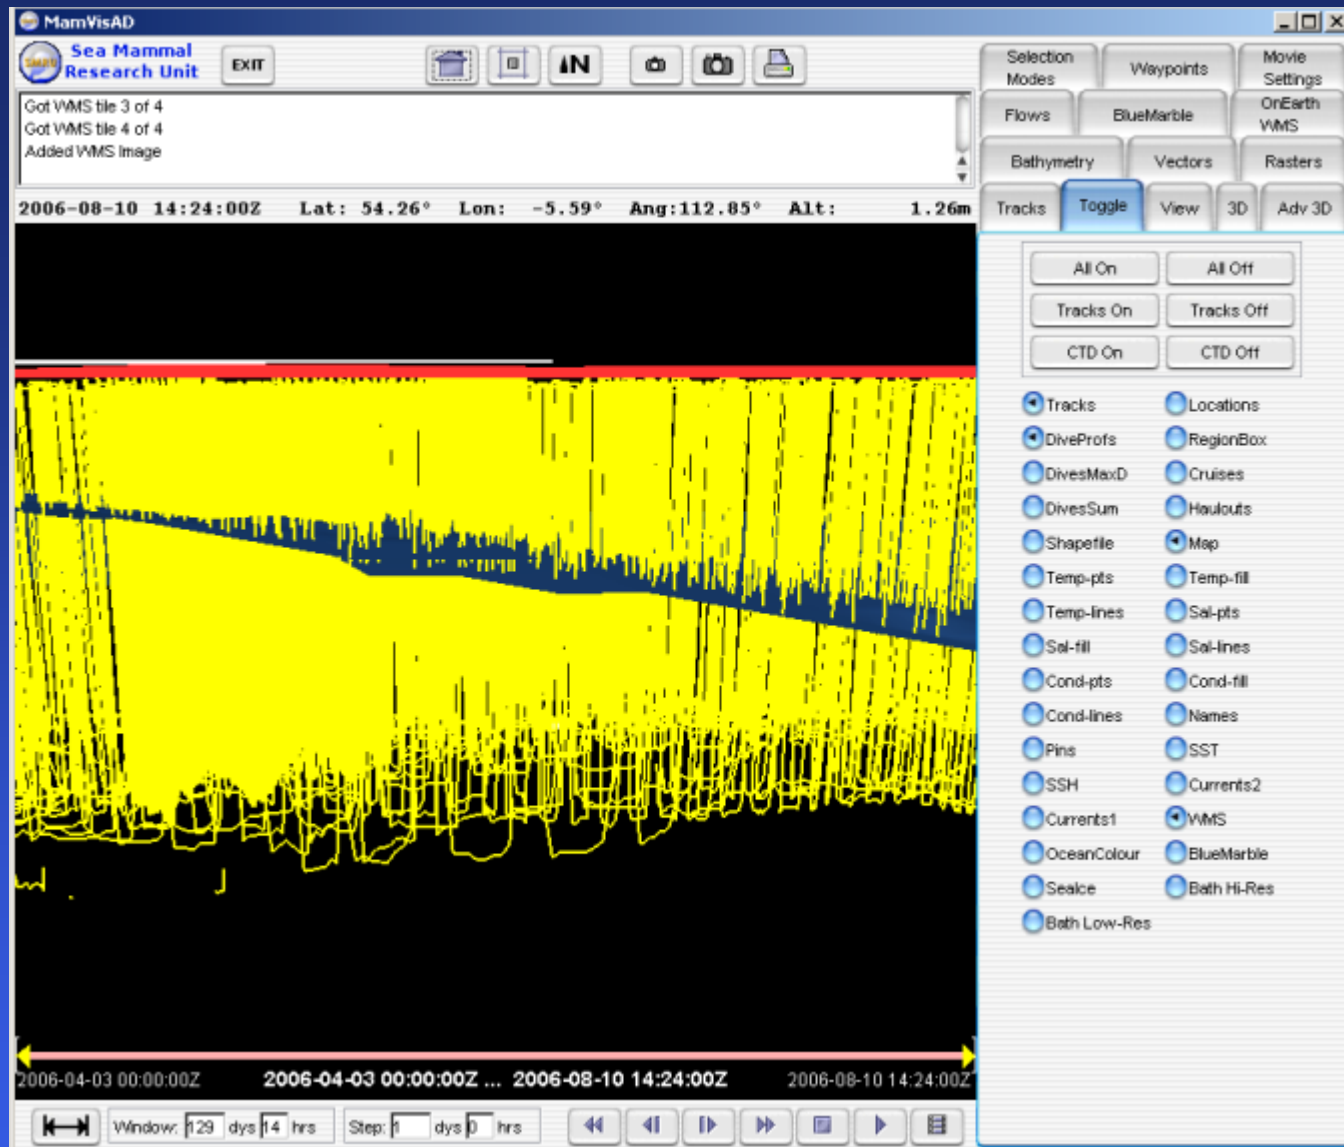 MamVisAD
Sea Mammal
Research Unit
EXIT
N
Got WMS tile 3 of 4
Got WMS tile 4 of 4
Added WMS Image
2006-08-10 14:24:00Z Lat: 54.26° Lon: -5.59° Ang:112.85° Alt: 1.26m
Selection Modes
Waypoints
Movie Settings
Flows
BlueMarble
OnEarth WMS
Bathymetry
Vectors
Rasters
Tracks
Toggle
View
3D
Adv 3D
All On
All Off
Tracks On
Tracks Off
CTD On
CTD Off
Tracks
Locations
DiveProfs
RegionBox
DivesMaxD
Cruises
DivesSum
Haulouts
Shapefile
Map
Temp-pts
Temp-fill
Temp-lines
Sal-pts
Sal-fill
Sal-lines
Cond-pts
Cond-fill
Cond-lines
Names
Pins
SST
SSH
Currents2
Currents1
WMS
OceanColour
BlueMarble
SeaIce
Bath Hi-Res
Bath Low-Res
2006-04-03 00:00:00Z
2006-04-03 00:00:00Z ... 2006-08-10 14:24:00Z
2006-08-10 14:24:00Z
Window: 129 dys 14 hrs
Step: 1 dys 0 hrs